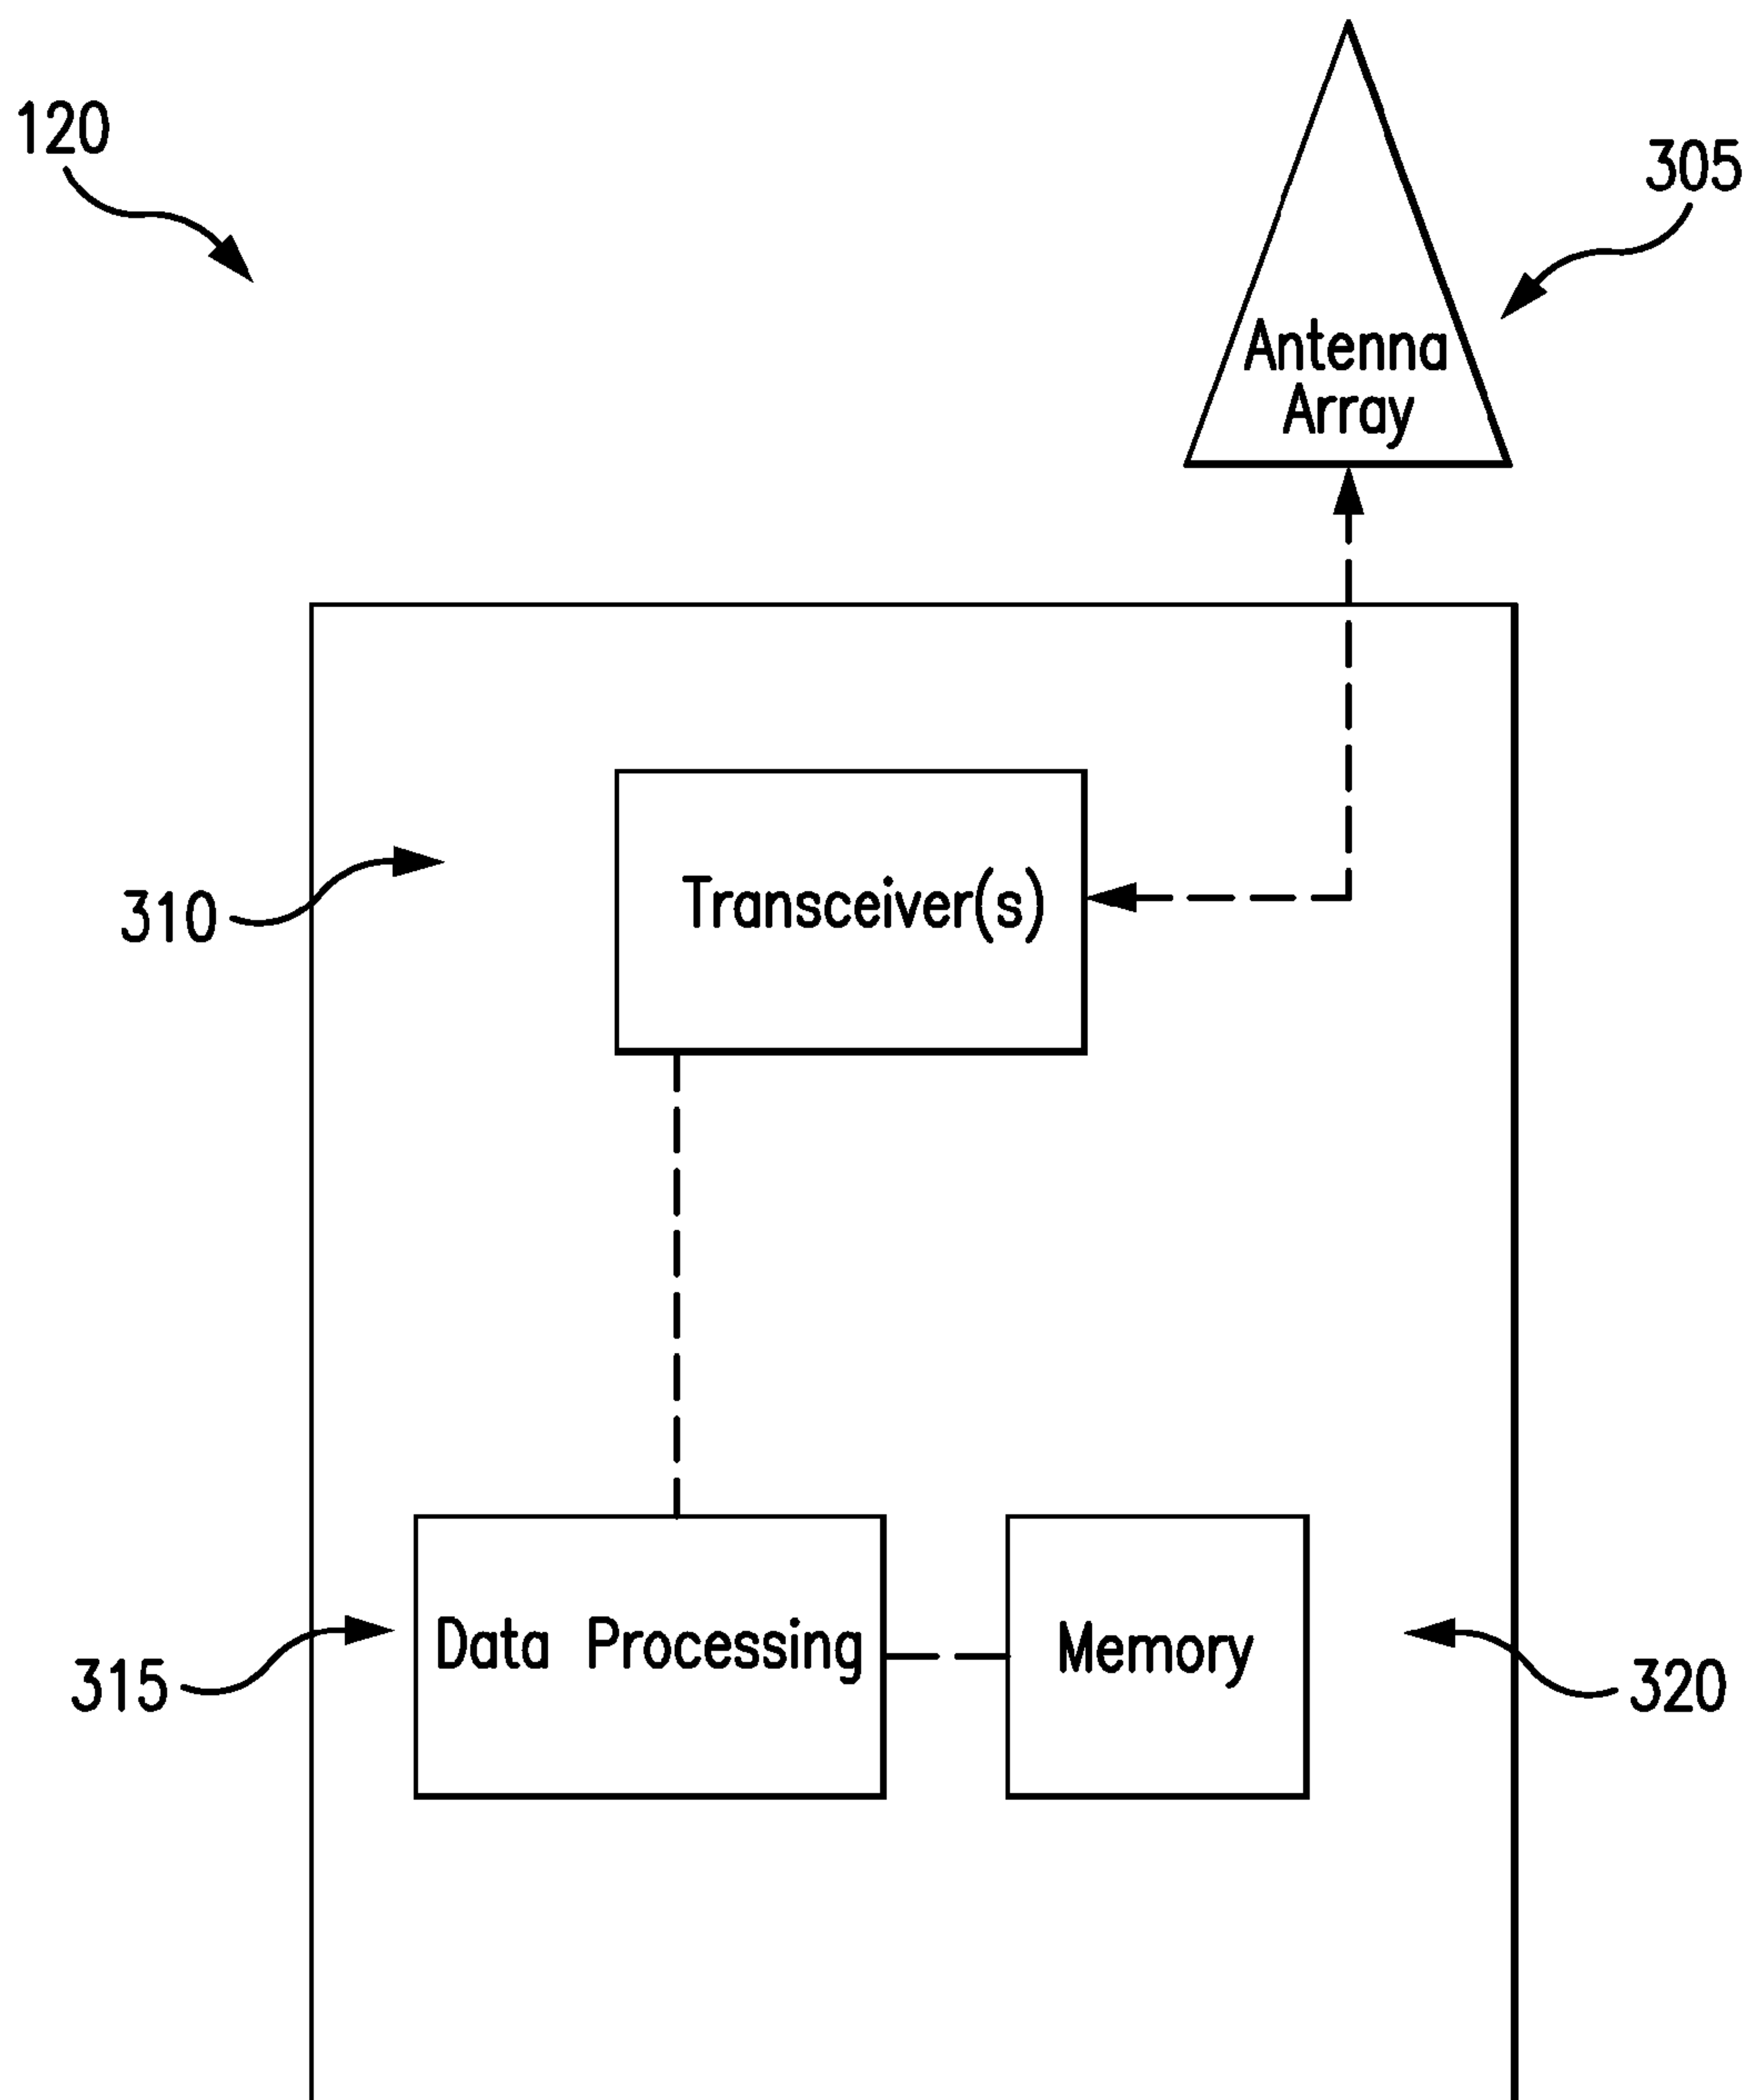 120
305
Antenna
Array
310
Transceiver(s)
Data Processing
Memory
315
320